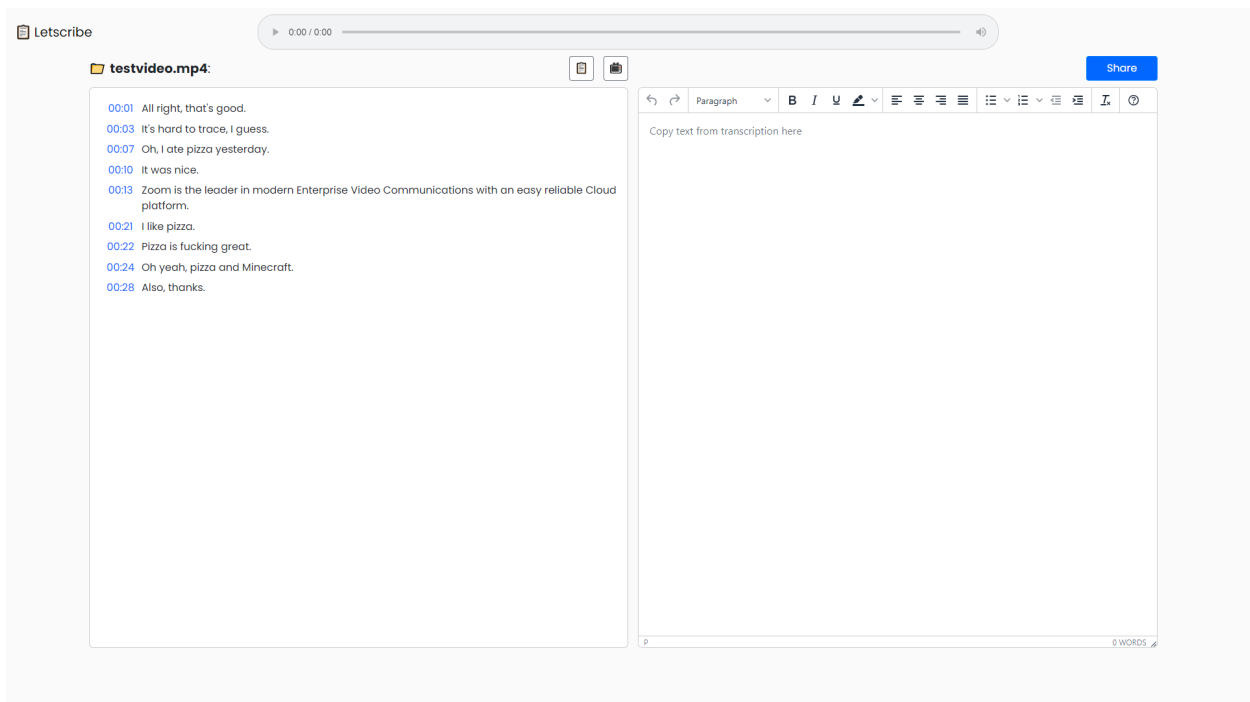 Letscribe
0:00 / 0:00
testvideo.mp4:
Share
00:01 All right, that's good.
00:03 It's hard to trace, I guess.
00:07 Oh, I ate pizza yesterday.
00:10 It was nice.
00:13 Zoom is the leader in modern Enterprise Video Communications with an easy reliable Cloud
platform.
00:21 I like pizza.
00:22 Pizza is fucking great.
00:24 Oh yeah, pizza and Minecraft.
00:28 Also, thanks.
Paragraph
Copy text from transcription here
P
0 WORDS